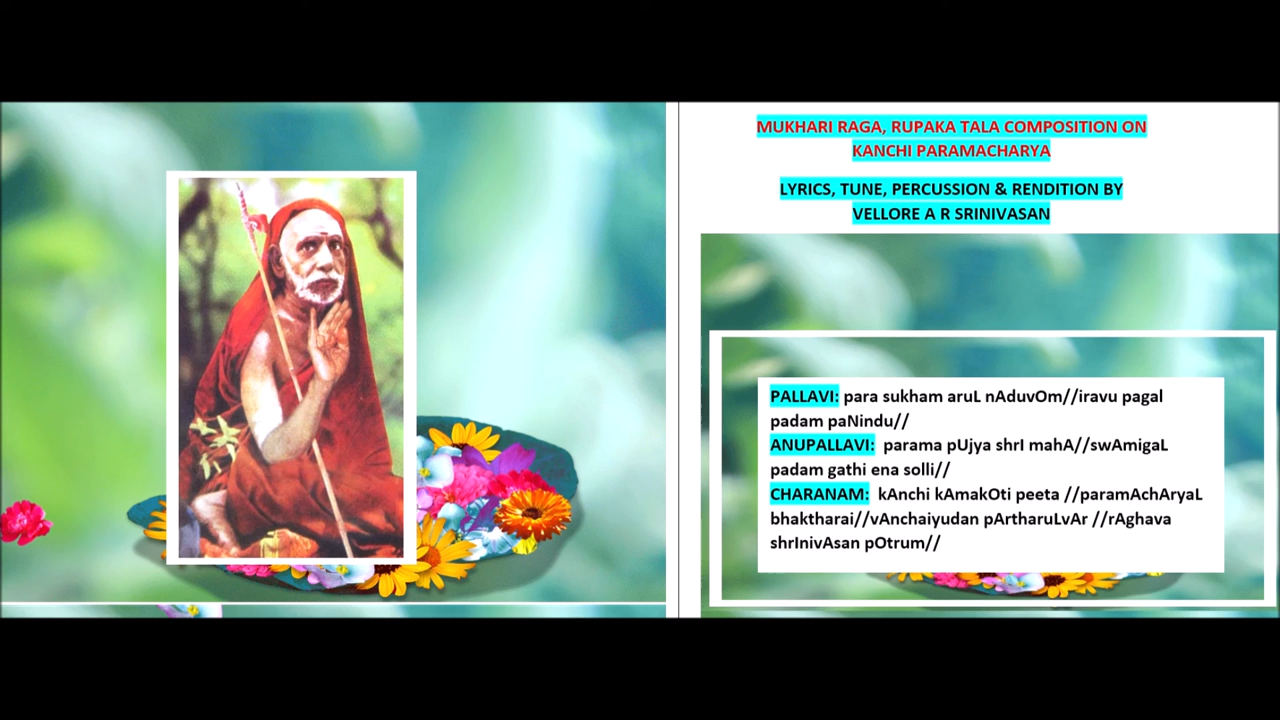 MUKHARI RAGA, RUPAKA TALA COMPOSITION ON
KANCHI PARAMACHARYA
LYRICS, TUNE, PERCUSSION & RENDITION BY
VELLORE A R SRINIVASAN
PALLAVI: para sukham aruL nAduvOm//iravu pagal
padam paNindu//
ANUPALLAVI: parama pUjya shrI mahA//swAmigaL
padam gathi ena solli//
CHARANAM: kAnchi kAmakOti peeta //paramAchAryaL
bhaktharai//vAnchaiyudan pArtharuLvAr //rAghava
shrInivAsan pOtrum//